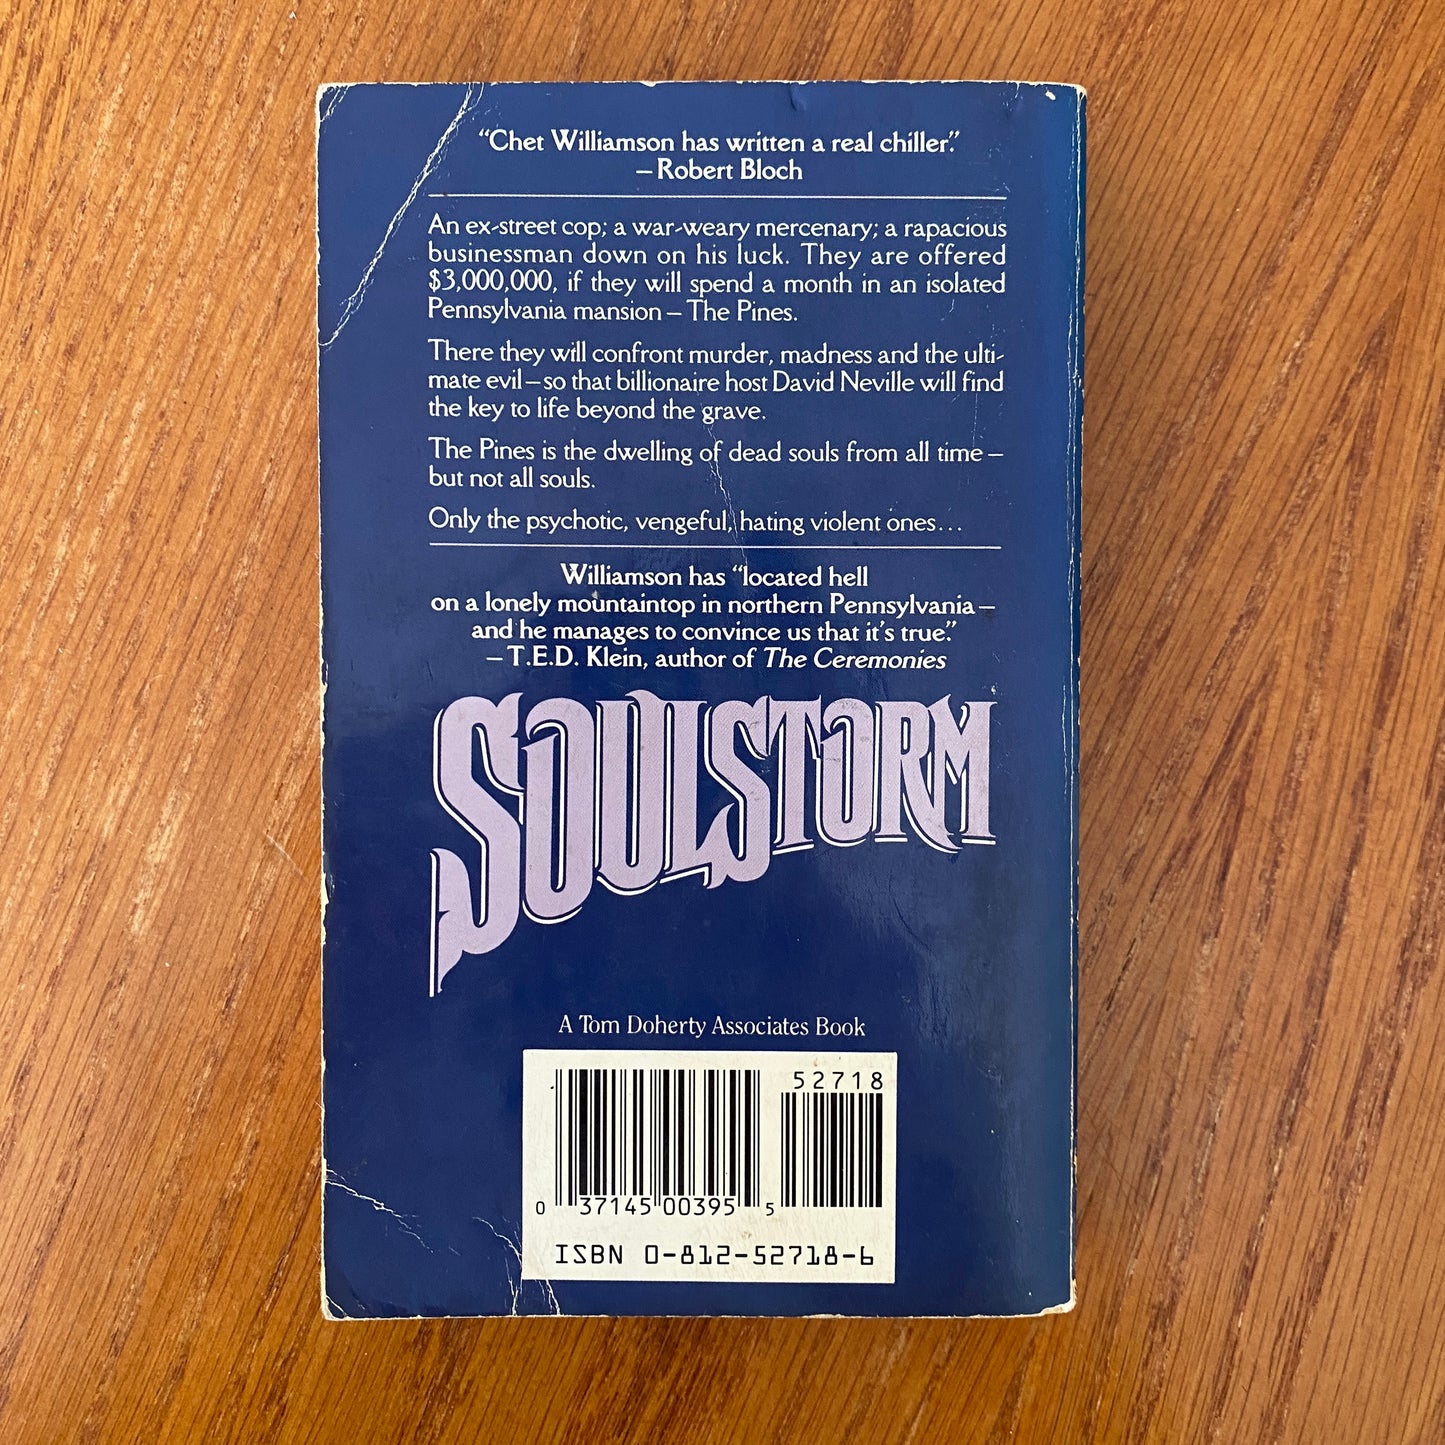 “Chet Williamson has written a real chiller.”
—Robert Bloch
An ex-street cop; a war-weary mercenary; a rapacious
businessman down on his luck. They are offered
$3,000,000, if they will spend a month in an isolated
Pennsylvania mansion—The Pines.
There they will confront murder, madness and the ulti-
mate evil—so that billionaire host David Neville will find
the key to life beyond the grave.
The Pines is the dwelling of dead souls from all time—
but not all souls.
Only the psychotic, vengeful, hating violent ones...
Williamson has “located hell
on a lonely mountaintop in northern Pennsylvania—
and he manages to convince us that it's true.”
—T.E.D. Klein, author of The Ceremonies
SOULSTORM
A Tom Doherty Associates Book
52718
0 37145 00395 5
ISBN 0-812-52718-6